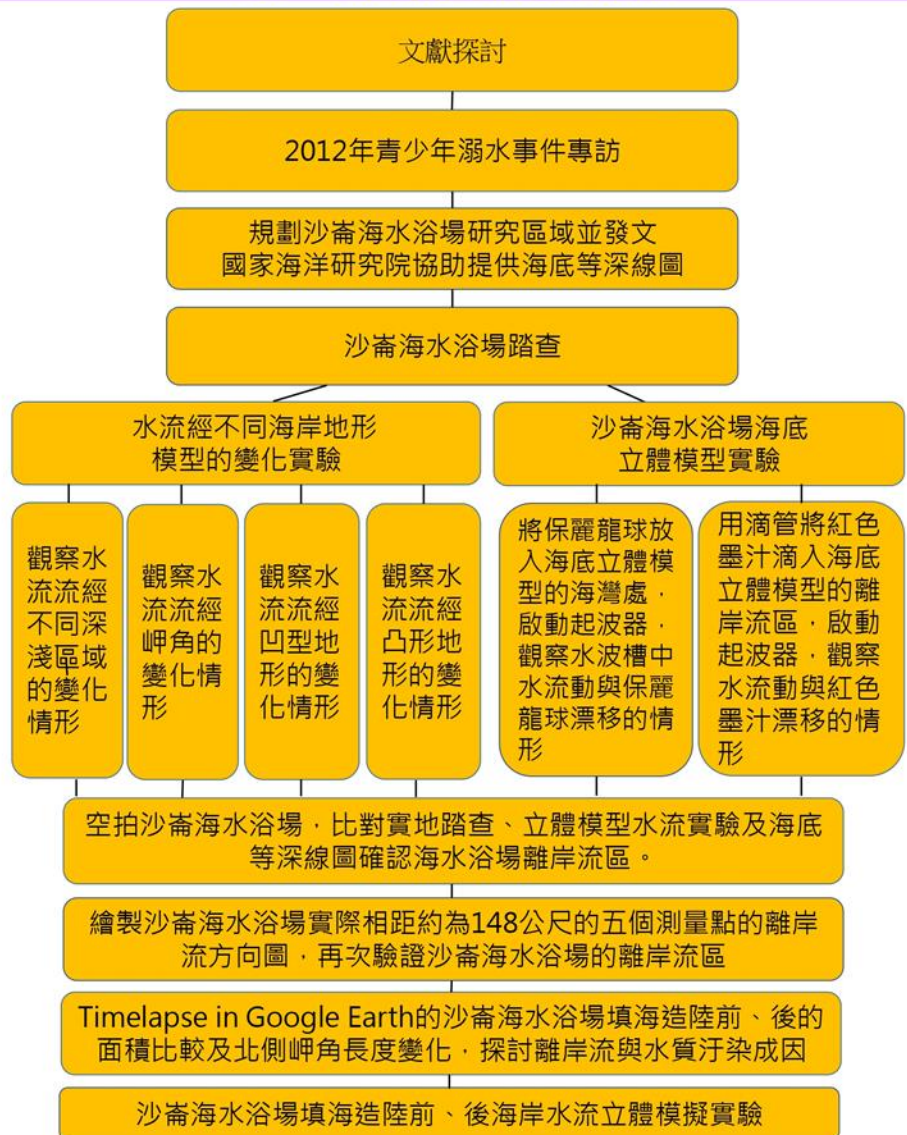 文獻探討
2012年青少年溺水事件專訪
規劃沙崙海水浴場研究區域並發文
國家海洋研究院協助提供海底等深線圖
沙崙海水浴場踏查
水流經不同海岸地形
模型的變化實驗
沙崙海水浴場海底
立體模型實驗
觀察水
流流經
不同深
淺區域
的變化
情形
觀察水
流流經
岬角的
變化情
形
觀察水
流流經
凹型地
形的變
化情形
觀察水
流流經
凸形地
形的變
化情形
將保麗龍球放
入海底立體模
型的海灣處，
啟動起波器，
觀察水波槽中
水流動與保麗
龍球漂移的情
形
用滴管將紅色
墨汁滴入海底
立體模型的離
岸流區，啟動
起波器，觀察
水流動與紅色
墨汁漂移的情
形
空拍沙崙海水浴場，比對實地踏查、立體模型水流實驗及海底
等深線圖確認海水浴場離岸流區。
繪製沙崙海水浴場實際相距約為148公尺的五個測量點的離岸
流方向圖，再次驗證沙崙海水浴場的離岸流區
Timelapse in Google Earth的沙崙海水浴場填海造陸前、後的
面積比較及北側岬角長度變化，探討離岸流與水質汙染成因
沙崙海水浴場填海造陸前、後海岸水流立體模擬實驗